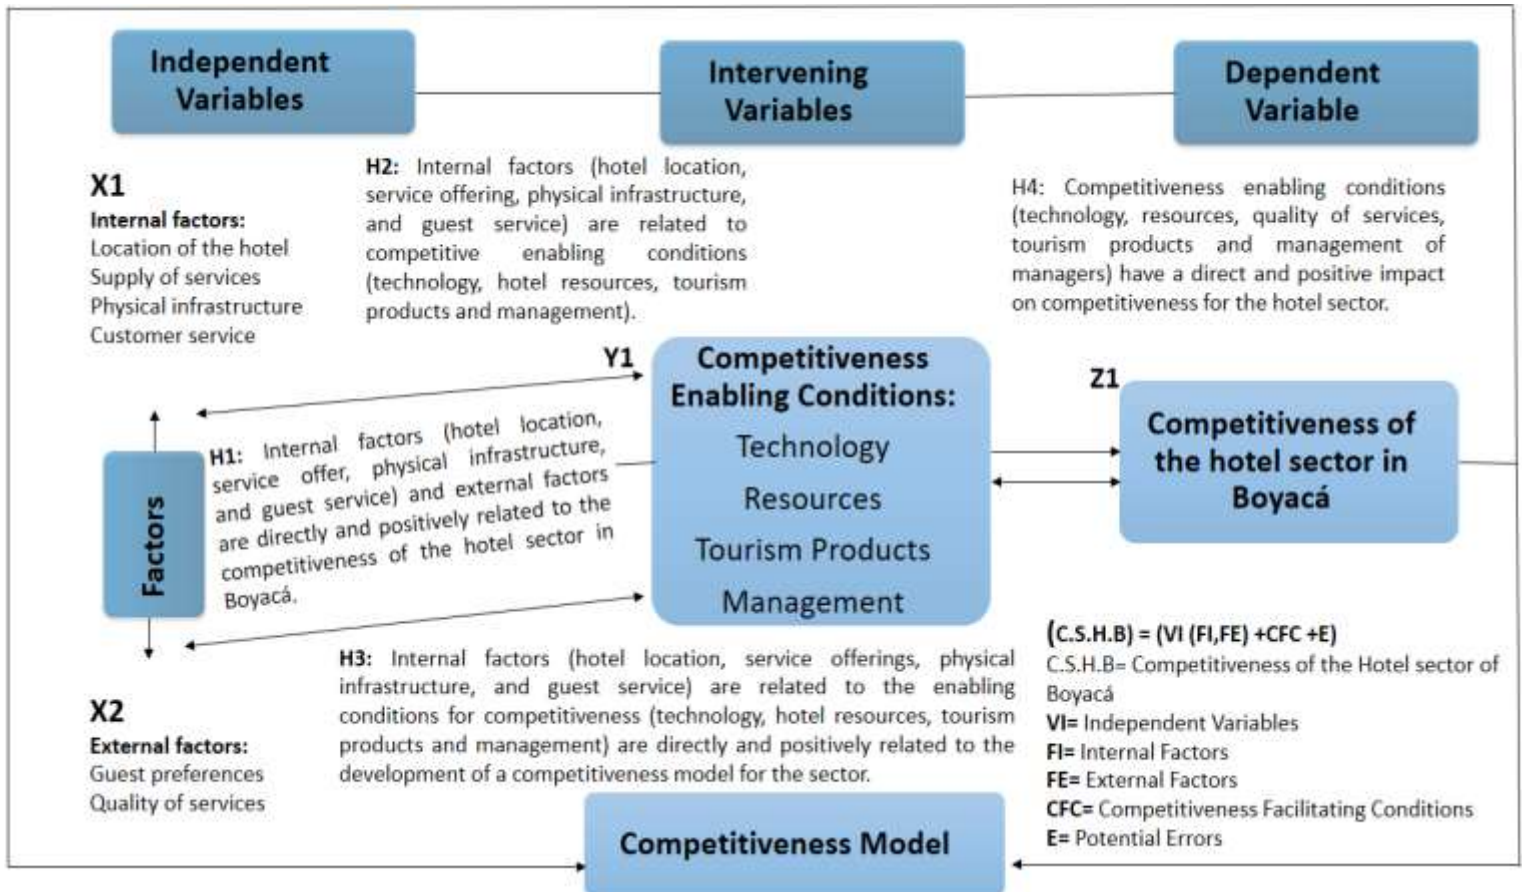 Independent
Variables
Intervening
Variables
Dependent
Variable
X1
Internal factors:
Location of the hotel
Supply of services
Physical infrastructure
Customer service
H2: Internal factors (hotel location,
service offering, physical infrastructure,
and guest service) are related to
competitive enabling conditions
(technology, hotel resources, tourism
products and management).
H4: Competitiveness enabling conditions
(technology, resources, quality of services,
tourism products and management of
managers) have a direct and positive impact
on competitiveness for the hotel sector.
Factors
H1: Internal factors (hotel location,
service offer, physical infrastructure,
and guest service) and external factors
are directly and positively related to the
competitiveness of the hotel sector in
Boyacá.
Y1
Competitiveness
Enabling Conditions:
Technology
Resources
Tourism Products
Management
Z1
Competitiveness of
the hotel sector in
Boyacá
X2
External factors:
Guest preferences
Quality of services
H3: Internal factors (hotel location, service offerings, physical
infrastructure, and guest service) are related to the enabling
conditions for competitiveness (technology, hotel resources, tourism
products and management) are directly and positively related to the
development of a competitiveness model for the sector.
(C.S.H.B) = (VI (FI,FE) +CFC +E)
C.S.H.B= Competitiveness of the Hotel sector of
Boyacá
VI= Independent Variables
FI= Internal Factors
FE= External Factors
CFC= Competitiveness Facilitating Conditions
E= Potential Errors
Competitiveness Model